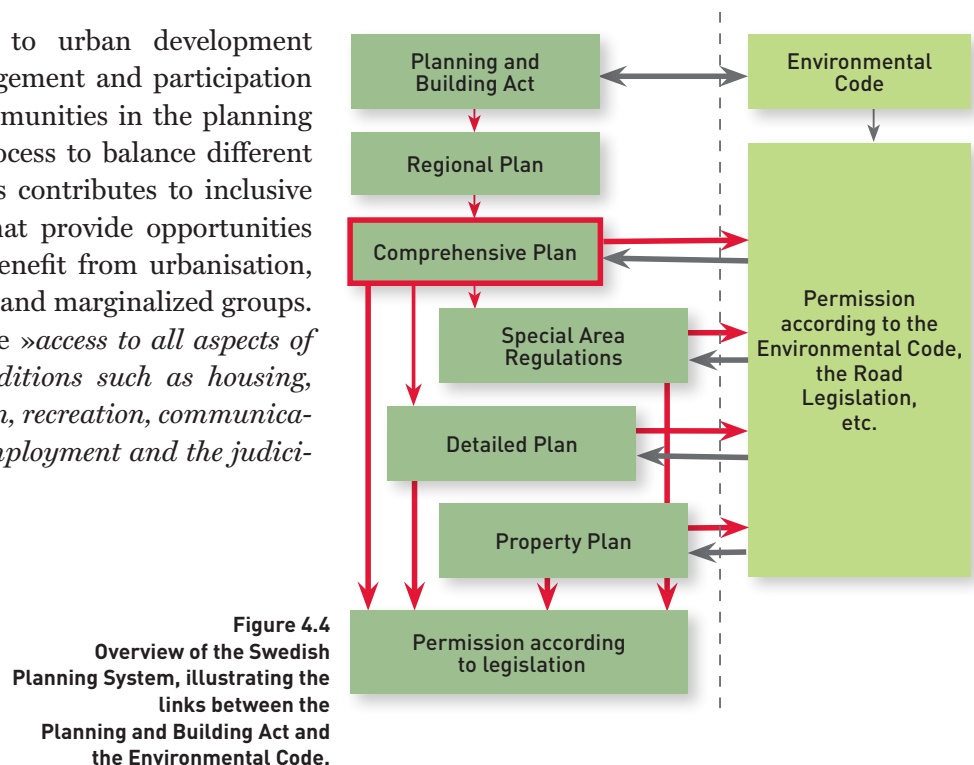 to urban development
gement and participation
munities in the planning
ocess to balance different
s contributes to inclusive
hat provide opportunities
enefit from urbanisation,
and marginalized groups.
e »access to all aspects of
ditions such as housing,
n, recreation, communica-
mployment and the judici-
Planning and
Building Act
Environmental
Code
Regional Plan
Comprehensive Plan
Special Area
Regulations
Detailed Plan
Property Plan
Permission according
to legislation
Permission
according to the
Environmental Code,
the Road
Legislation,
etc.
Figure 4.4
Overview of the Swedish
Planning System, illustrating the
links between the
Planning and Building Act and
the Environmental Code.